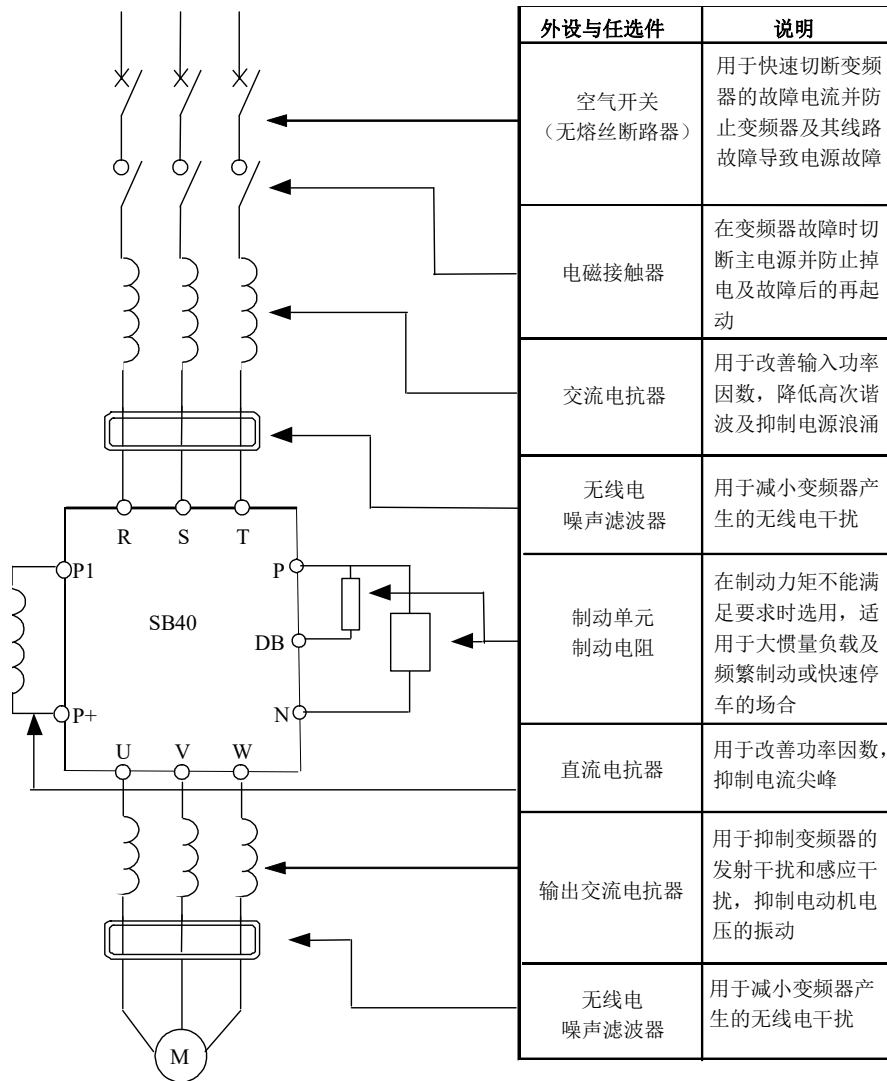 外设与任选件 说明
空气开关
（无熔丝断路器）
用于快速切断变频
器的故障电流并防
止变频器及其线路
故障导致电源故障
电磁接触器
在变频器故障时切
断主电源并防止掉
电及故障后的再起
动
交流电抗器
用于改善输入功率
因数，降低高次谐
波及抑制电源浪涌
无线电
噪声滤波器
用于减小变频器产
生的无线电干扰
制动单元
制动电阻
在制动力矩不能满
足要求时选用，适
用于大惯量负载及
频繁制动或快速停
车的场合
直流电抗器
用于改善功率因数，
抑制电流尖峰
输出交流电抗器
用于抑制变频器的
发射干扰和感应干
扰，抑制电动机电
压的振动
无线电
噪声滤波器
用于减小变频器产
生的无线电干扰
R S T
P1 P
SB40
DB
P+ N
U V W
M